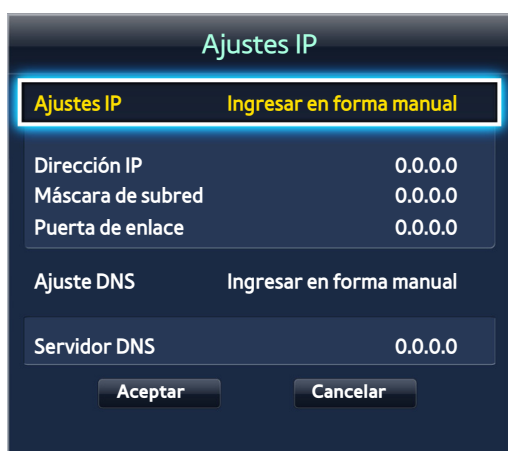 Ajustes IP
Ajustes IP Ingresar en forma manual
Dirección IP 0.0.0.0
Máscara de subred 0.0.0.0
Puerta de enlace 0.0.0.0
Ajuste DNS Ingresar en forma manual
Servidor DNS 0.0.0.0
Aceptar Cancelar